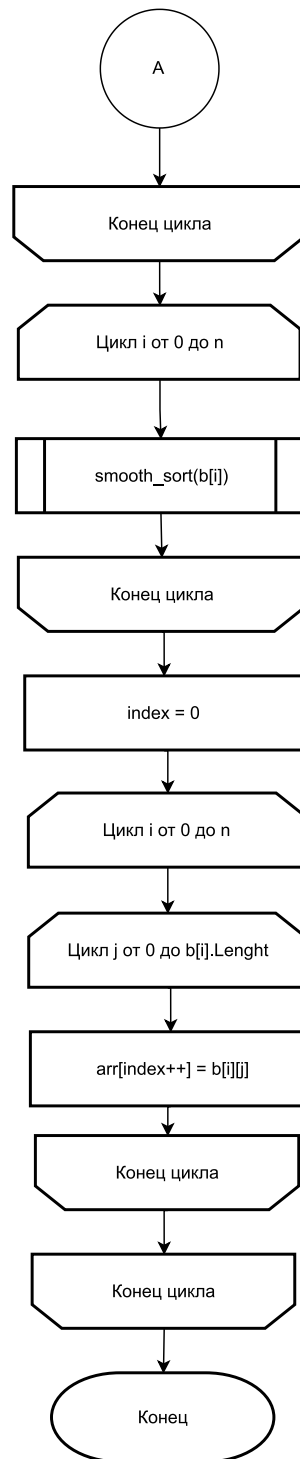 A
Конец цикла
Цикл i от 0 до n
smooth_sort(b[i])
Конец цикла
index = 0
Цикл i от 0 до n
Цикл j от 0 до b[i].Lenght
arr[index++] = b[i][j]
Конец цикла
Конец цикла
Конец